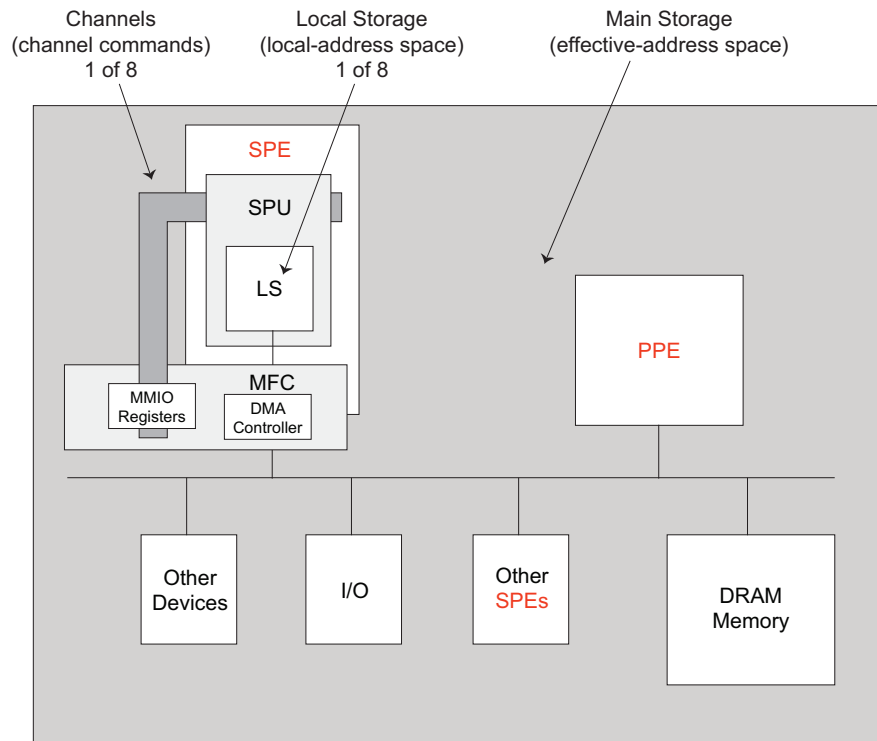 Channels
(channel commands)
1 of 8
Local Storage
(local-address space)
1 of 8
Main Storage
(effective-address space)
SPE
SPU
LS
PPE
MFC
MMIO
Registers
DMA
Controller
Other
Devices
I/O
Other
SPEs
DRAM
Memory